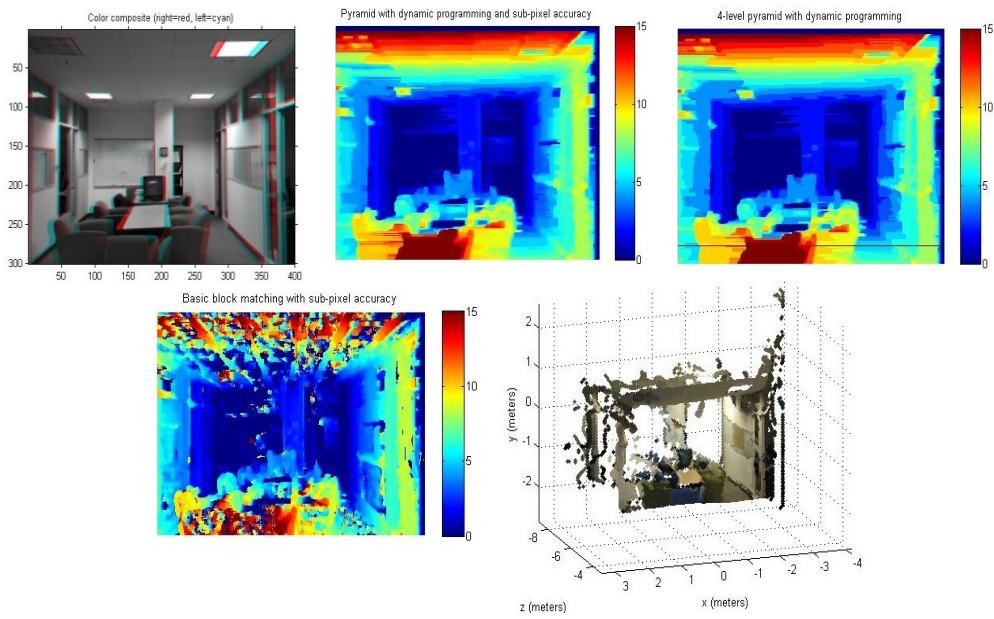 Color composite (right=red, left=cyan)
50
100
150
200
250
300
50 100 150 200 250 300 350 400
Pyramid with dynamic programming and sub-pixel accuracy
15
10
5
0
4-level pyramid with dynamic programming
15
10
5
0
Basic block matching with sub-pixel accuracy
15
10
5
0
2
1
0
-1
-2
y (meters)
-8
-6
-4
z (meters)
3 2 1 0 -1 -2 -3 -4
x (meters)